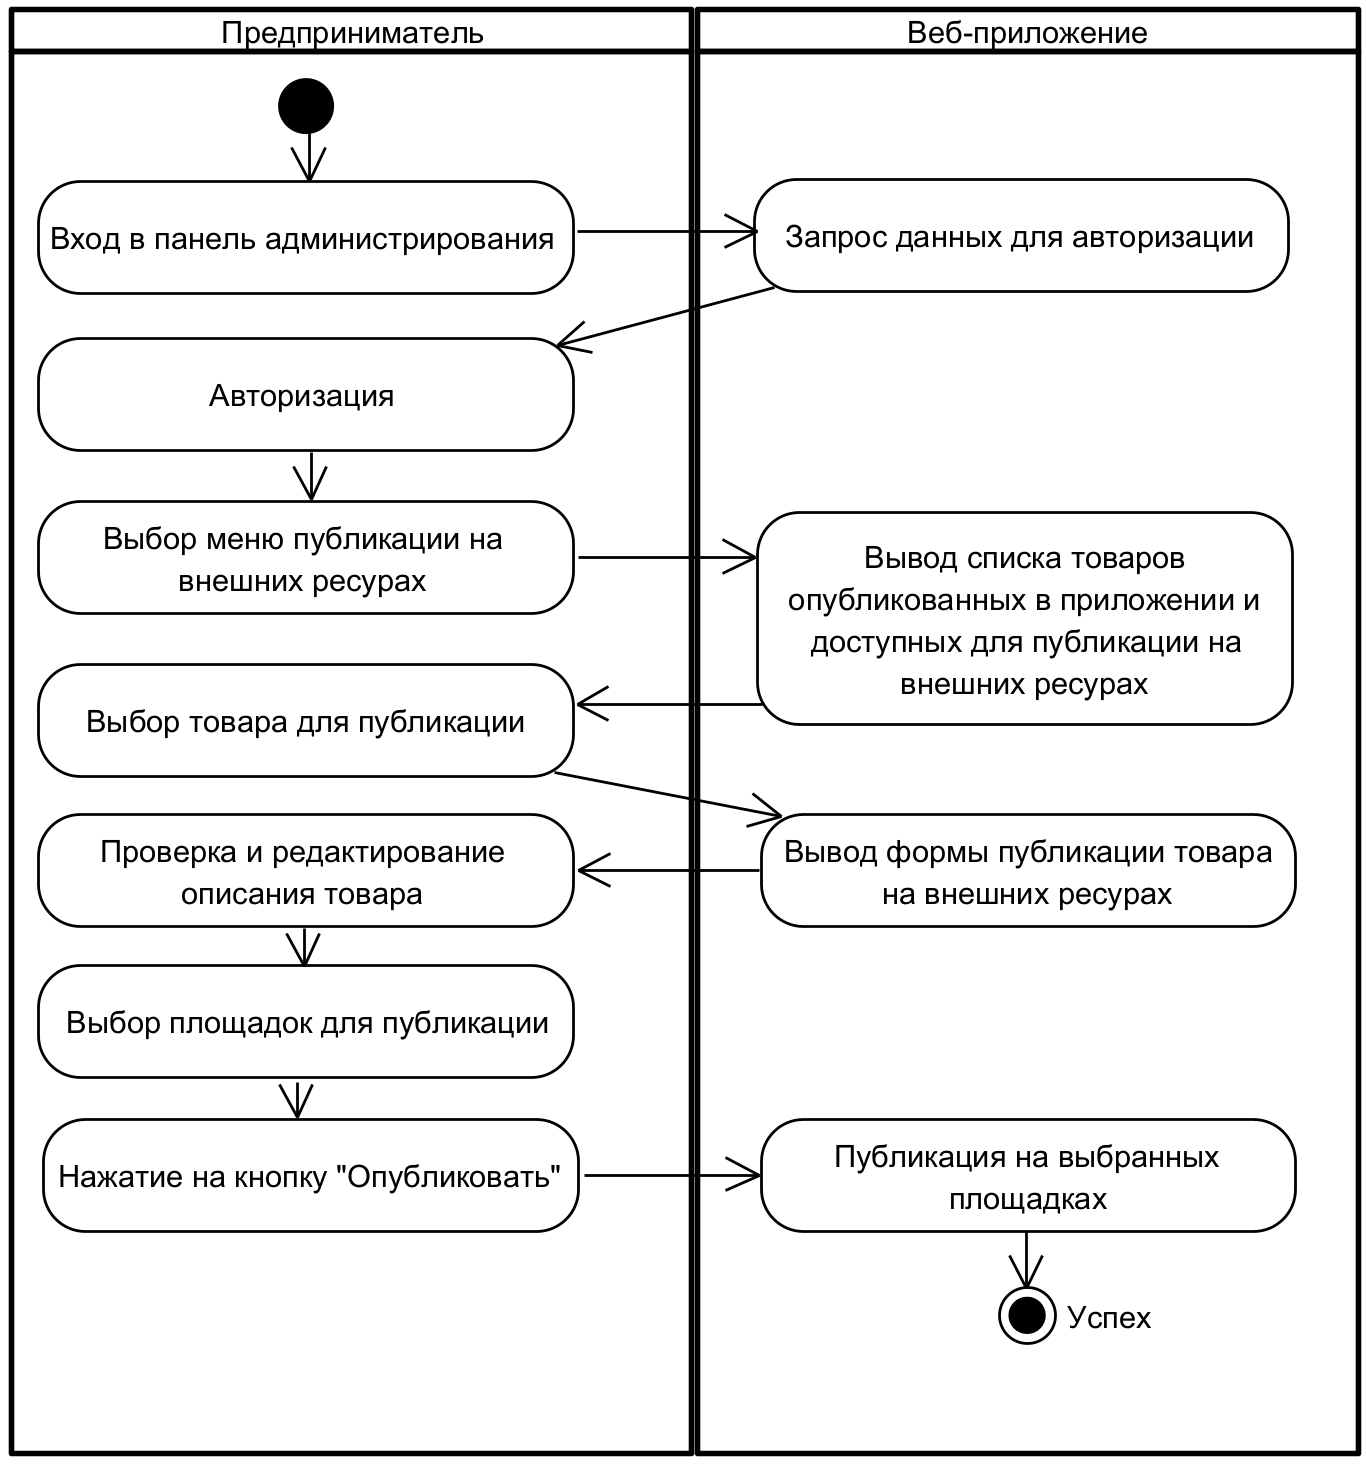 Предприниматель
Веб-приложение
Вход в панель администрирования
Запрос данных для авторизации
Авторизация
Выбор меню публикации на
внешних ресурах
Вывод списка товаров
опубликованных в приложении и
доступных для публикации на
внешних ресурах
Выбор товара для публикации
Вывод формы публикации товара
на внешних ресурах
Проверка и редактирование
описания товара
Выбор площадок для публикации
Нажатие на кнопку "Опубликовать"
Публикация на выбранных
площадках
Успех